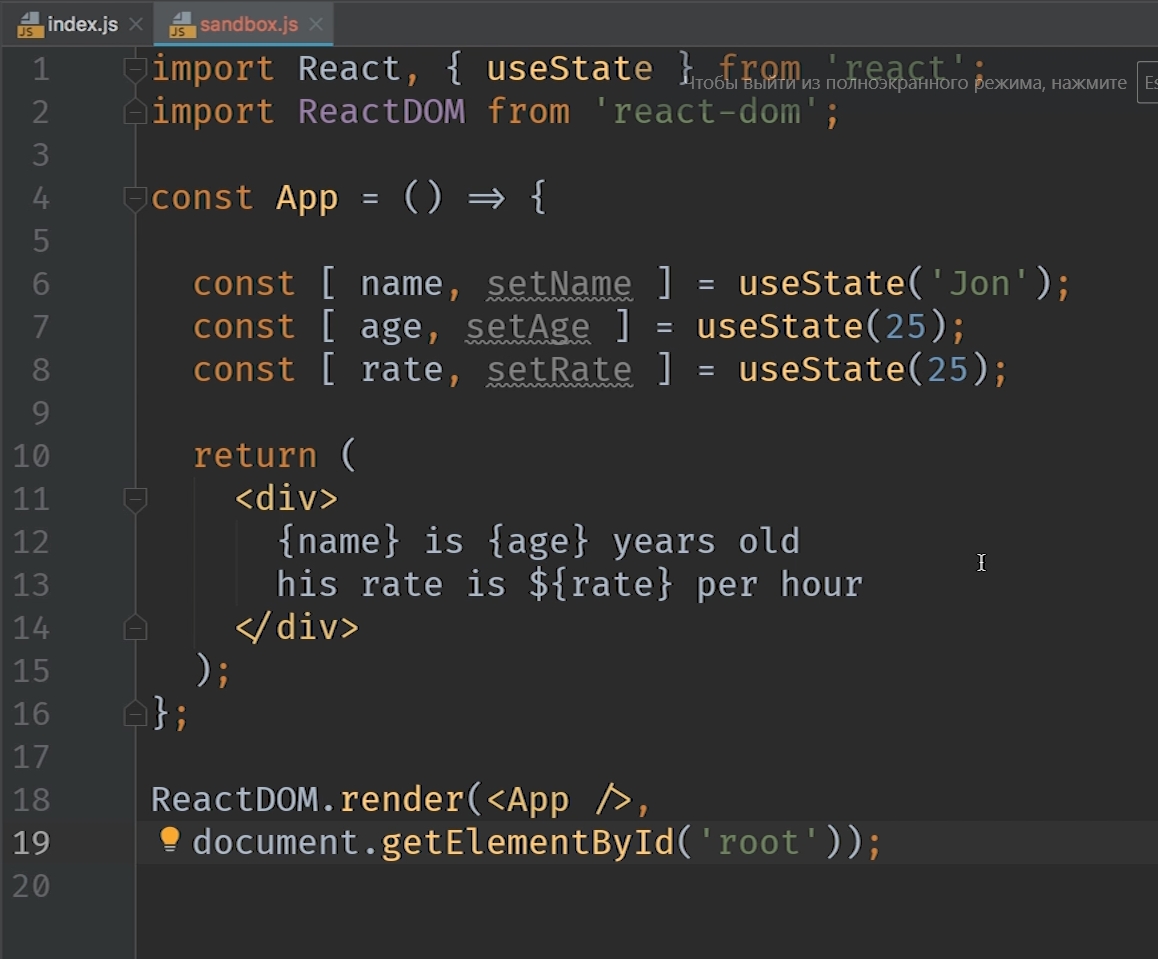 index.js sandbox.js
1 import React, { useState } from 'react';
Чтобы выйти из полноэкранного режима, нажмите Es
2 import ReactDOM from 'react-dom';
3
4 const App = () => {
5
6 const [ name, setName ] = useState('Jon');
7 const [ age, setAge ] = useState(25);
8 const [ rate, setRate ] = useState(25);
9
10 return (
11 <div>
12 {name} is {age} years old
13 his rate is ${rate} per hour
14 </div>
15 );
16 };
17
18 ReactDOM.render(<App />,
19 document.getElementById('root'));
20